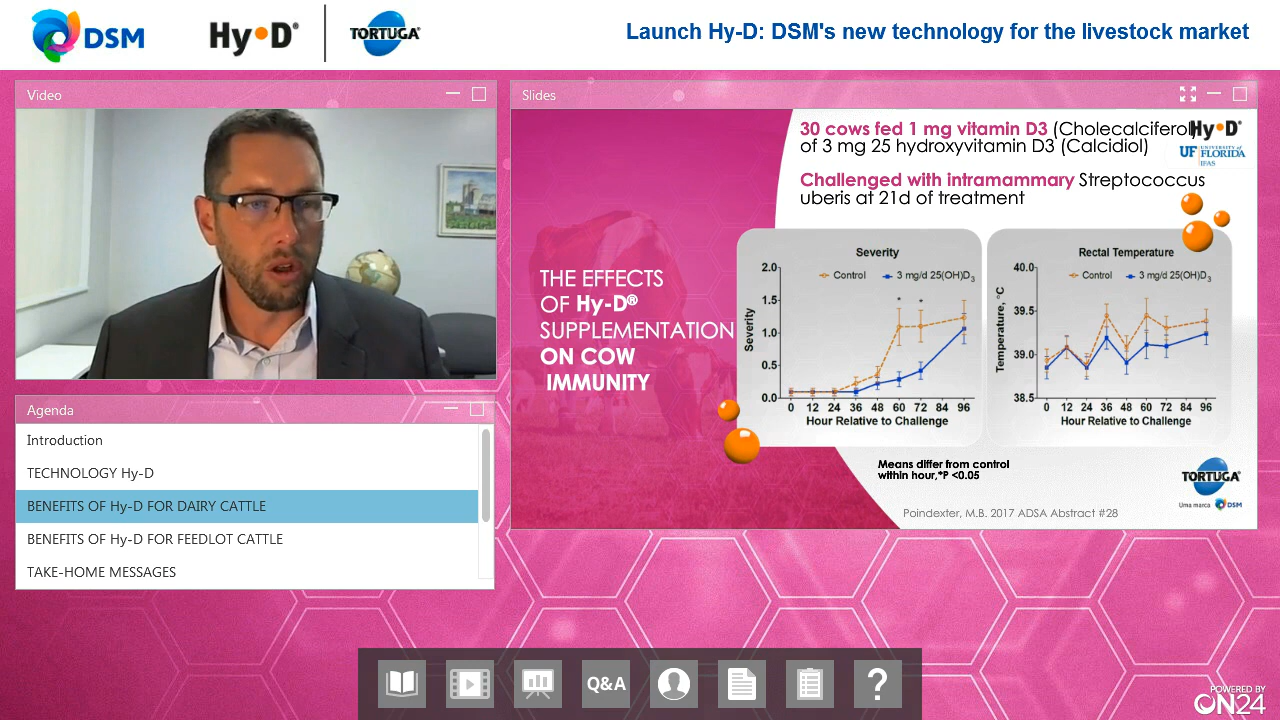 DSM
Hy•D®
TORTUGA
Launch Hy-D: DSM's new technology for the livestock market
Video
Slides
30 cows fed 1 mg vitamin D3 (Cholecalciferol)
of 3 mg 25 hydroxyvitamin D3 (Calcidiol)
Hy•D®
UF UNIVERSITY of FLORIDA
IFAS
Challenged with intramammary Streptococcus
uberis at 21d of treatment
THE EFFECTS
OF Hy-D®
SUPPLEMENTATION
ON COW
IMMUNITY
Severity
Control 3 mg/d 25(OH)D3
Severity
2.0
1.5
1.0
0.5
0.0
* *
0 12 24 36 48 60 72 84 96
Hour Relative to Challenge
Rectal Temperature
Control 3 mg/d 25(OH)D3
Temperature, °C
40.0
39.5
39.0
38.5
0 12 24 36 48 60 72 84 96
Hour Relative to Challenge
Means differ from control
within hour,*P <0.05
TORTUGA
Uma marca DSM
Poindexter, M.B. 2017 ADSA Abstract #28
Agenda
Introduction
TECHNOLOGY Hy-D
BENEFITS OF Hy-D FOR DAIRY CATTLE
BENEFITS OF Hy-D FOR FEEDLOT CATTLE
TAKE-HOME MESSAGES
Q&A
?
POWERED BY
ON24